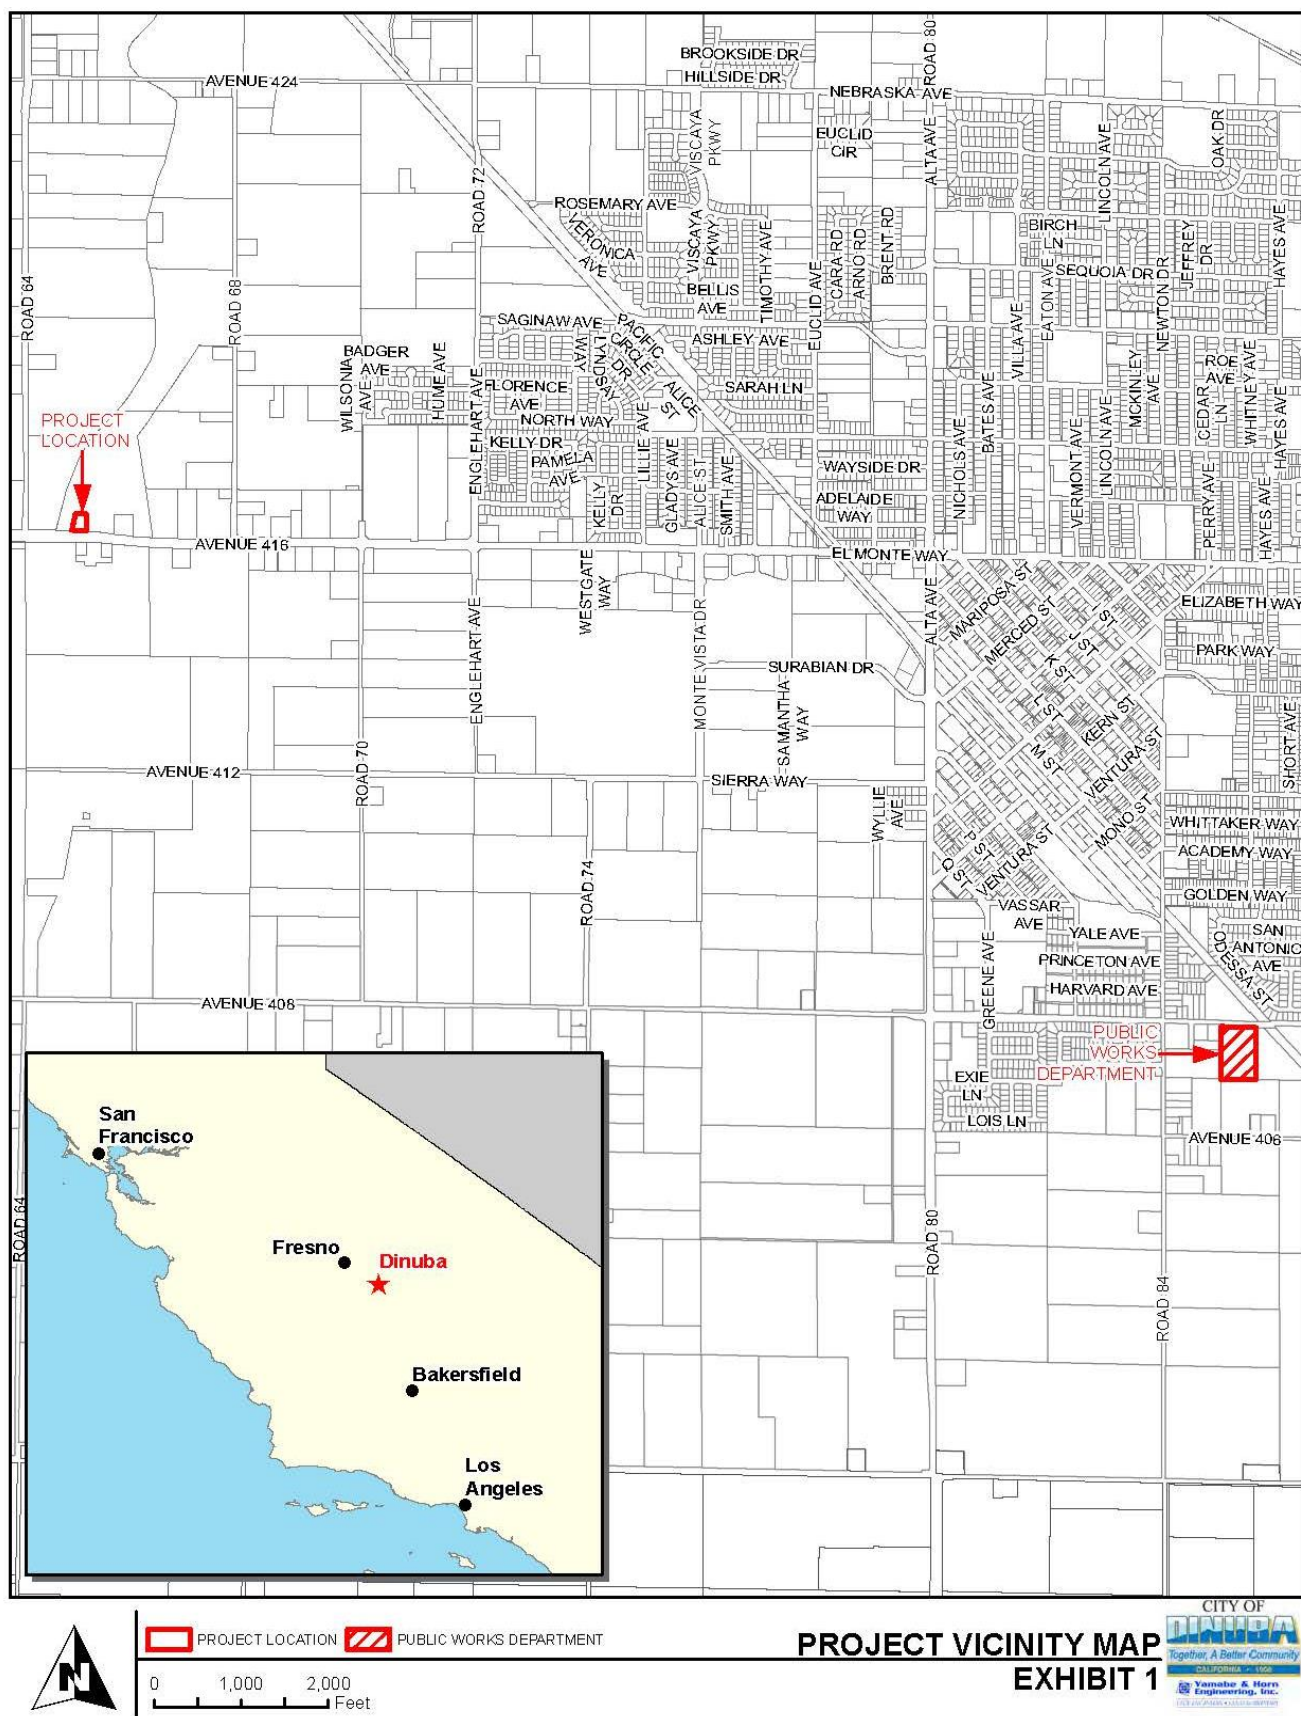 BROOKSIDE DR
HILLSIDE DR
ROAD 80
AVENUE 424
NEBRASKA AVE
VISCAYA
PKWY
EUCLID
CIR
ALTA AVE
LINCOLN AVE
OAK DR
ROAD 72
ROSEMARY AVE
VERONICA
AVE
VISCAYA
PKWY
TIMOTHY AVE
CARA RD
ARNO RD
BRENT RD
BIRCH
LN
JEFFREY
DR
HAYES AVE
SEQUOIA DR
EATON AVE
NEWTON DR
BELLIS
AVE
EUCLID AVE
ROAD 64
ROAD 68
SAGINAW AVE
PACIFIC
CIRCLE
DR
LYNDSAY
WAY
ASHLEY AVE
VILLA AVE
BADGER
AVE
WILSONIA
AVE
HUME AVE
ENGLEHART AVE
FLORENCE
AVE
ALICE
ST
SARAH LN
MCKINLEY
AVE
ROE
AVE
CEDAR
LN
WHITNEY AVE
HAYES AVE
PROJECT
LOCATION
NORTH WAY
KELLY DR
PAMELA
AVE
LILLIE AVE
KELLY
DR
GLADYS AVE
ALICE ST
SMITH AVE
WAYSIDE DR
ADELAIDE
WAY
NICHOLS AVE
BATES AVE
VERMONT AVE
LINCOLN AVE
PERRY AVE
HAYES AVE
AVENUE 416
EL MONTE WAY
WESTGATE
WAY
ENGLEHART AVE
MONTE VISTA DR
ALTA AVE
MARIPOSA ST
MERCED ST
I ST
J ST
K ST
L ST
M ST
KERN ST
VENTURA ST
MONO ST
ELIZABETH WAY
PARK WAY
SHORT AVE
SURABIAN DR
SAMANTHA
WAY
AVENUE 412
ROAD 70
SIERRA WAY
WYLLIE
AVE
P ST
Q ST
VENTURA ST
WHITTAKER WAY
ACADEMY WAY
GOLDEN WAY
ROAD 74
VASSAR
AVE
YALE AVE
PRINCETON AVE
HARVARD AVE
GREENE AVE
ODESSA ST
SAN
ANTONIO
AVE
AVENUE 408
PUBLIC
WORKS
DEPARTMENT
EXIE
LN
LOIS LN
AVENUE 406
ROAD 64
ROAD 80
ROAD 84
San
Francisco
Fresno
Dinuba
Bakersfield
Los
Angeles
N
PROJECT LOCATION
PUBLIC WORKS DEPARTMENT
0 1,000 2,000
Feet
PROJECT VICINITY MAP
EXHIBIT 1
CITY OF
DINUBA
Together, A Better Community
CALIFORNIA • 1906
Yamabe & Horn
Engineering, Inc.